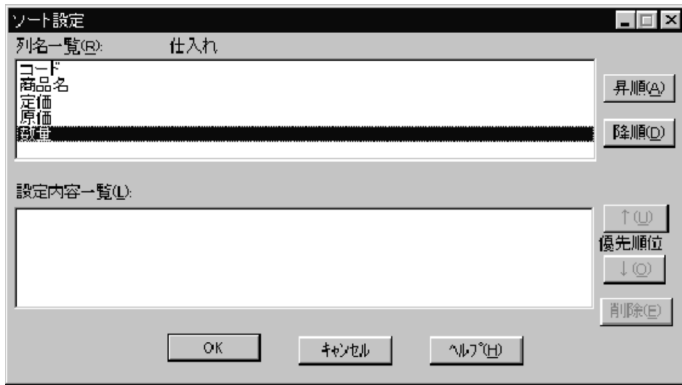 ソート設定
列名一覧(R): 仕入れ
コード
商品名
定価
原価
数量
昇順(A)
降順(D)
設定内容一覧(L):
↑(U)
優先順位
↓(O)
削除(E)
OK
キャンセル
ヘルプ(H)